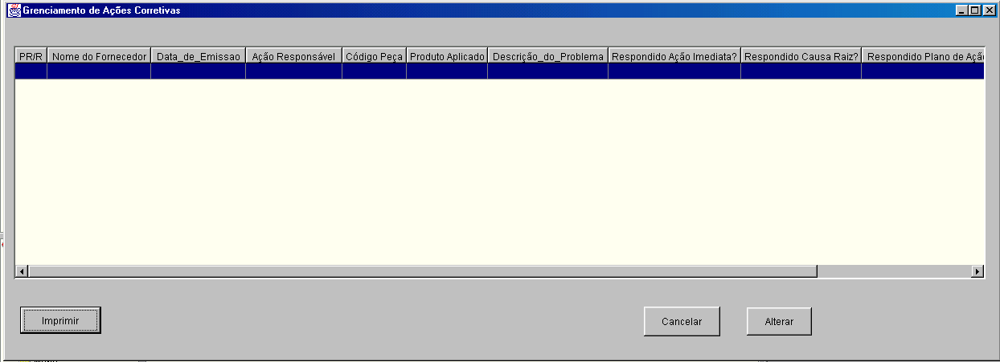 Grenciamento de Ações Corretivas
PR/R Nome do Fornecedor Data_de_Emissao Ação Responsável Código Peça Produto Aplicado Descrição_do_Problema Respondido Ação Imediata? Respondido Causa Raiz? Respondido Plano de Açã
Imprimir Cancelar Alterar